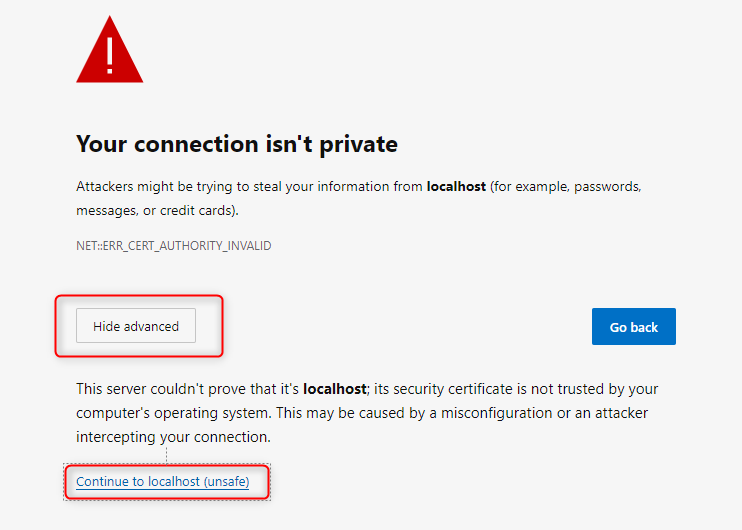 !
Your connection isn't private
Attackers might be trying to steal your information from localhost (for example, passwords,
messages, or credit cards).
NET::ERR_CERT_AUTHORITY_INVALID
Hide advanced
Go back
This server couldn't prove that it's localhost; its security certificate is not trusted by your
computer's operating system. This may be caused by a misconfiguration or an attacker
intercepting your connection.
Continue to localhost (unsafe)